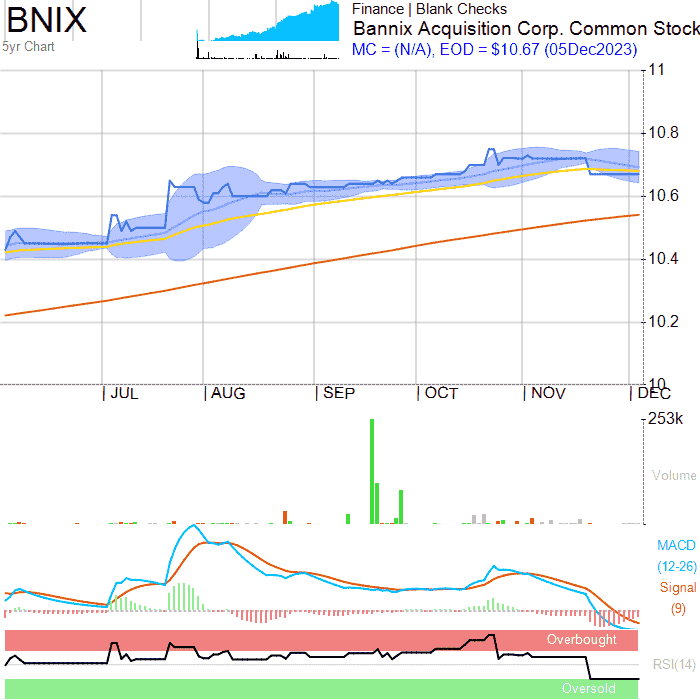 BNIX
5yr Chart
Finance | Blank Checks
Bannix Acquisition Corp. Common Stock
MC = (N/A), EOD = $10.67 (05Dec2023)
11
10.8
10.6
10.4
10.2
10
JUL
AUG
SEP
OCT
NOV
DEC
253k
Volume
MACD
(12-26)
Signal
(9)
Overbought
RSI(14)
Oversold